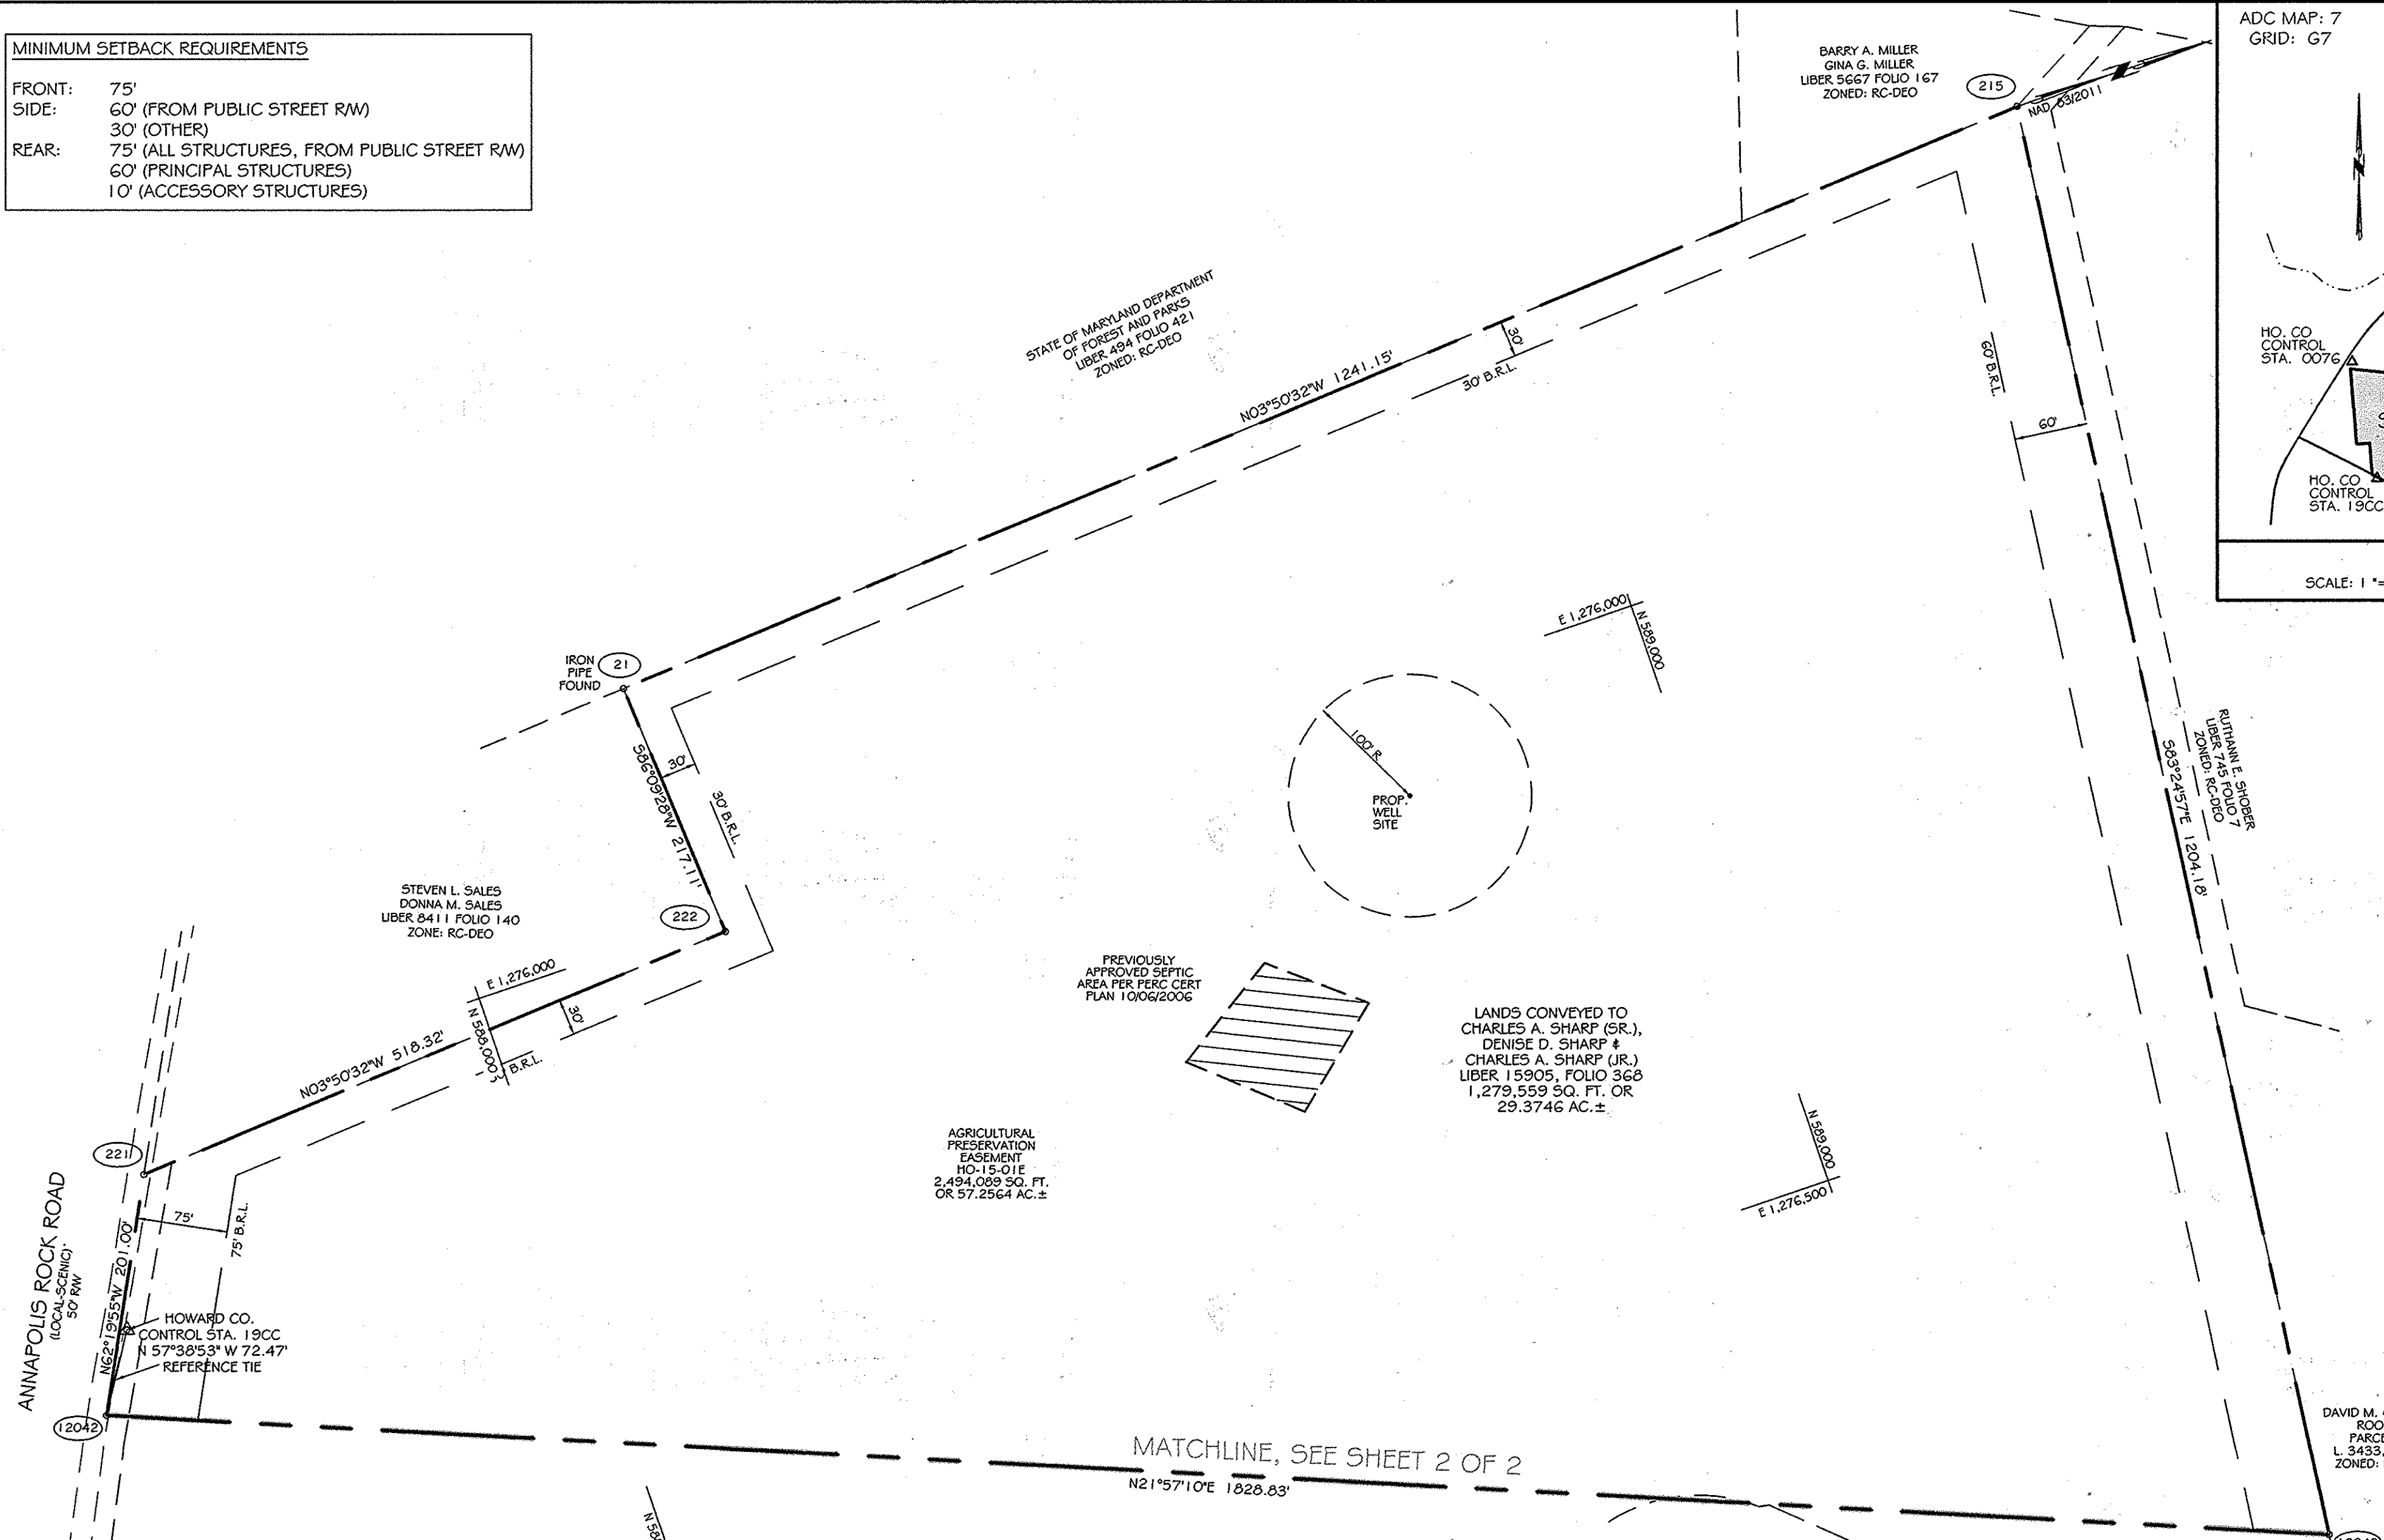 MINIMUM SETBACK REQUIREMENTS
FRONT: 75'
SIDE: 60' (FROM PUBLIC STREET R/W)
30' (OTHER)
REAR: 75' (ALL STRUCTURES, FROM PUBLIC STREET R/W)
60' (PRINCIPAL STRUCTURES)
10' (ACCESSORY STRUCTURES)
BARRY A. MILLER
GINA G. MILLER
LIBER 5667 FOLIO 167
ZONED: RC-DEO
215
NAD 83/2011
ADC MAP: 7
GRID: G7
N
HO. CO
CONTROL
STA. 0076
HO. CO
CONTROL
STA. 19CC
SCALE: 1 "=
STATE OF MARYLAND DEPARTMENT
OF FOREST AND PARKS
LIBER 494 FOLIO 421
ZONED: RC-DEO
N03°50'32"W 1241.15'
30'
30' B.R.L.
60' B.R.L.
60'
IRON
PIPE
FOUND
21
S86°09'28"W 217.11'
30'
30' B.R.L.
E 1,276,000
N 589,000
100' R
PROP.
WELL
SITE
S83°24'57"E 1204.18'
RUTHANN E. SHOBER
LIBER 745 FOLIO 7
ZONED: RC-DEO
STEVEN L. SALES
DONNA M. SALES
LIBER 8411 FOLIO 140
ZONE: RC-DEO
222
E 1,276,000
N 588,000
30'
B.R.L.
N03°50'32"W 518.32'
PREVIOUSLY
APPROVED SEPTIC
AREA PER PERC CERT
PLAN 10/06/2006
LANDS CONVEYED TO
CHARLES A. SHARP (SR.),
DENISE D. SHARP &
CHARLES A. SHARP (JR.)
LIBER 15905, FOLIO 368
1,279,559 SQ. FT. OR
29.3746 AC.±
AGRICULTURAL
PRESERVATION
EASEMENT
HO-15-01E
2,494,089 SQ. FT.
OR 57.2564 AC.±
N 589,000
E 1,276,500
221
ANNAPOLIS ROCK ROAD
(LOCAL-SCENIC)
50' R/W
75'
75' B.R.L.
N62°19'55"W 201.00'
HOWARD CO.
CONTROL STA. 19CC
N 57°38'53" W 72.47'
REFERENCE TIE
12042
MATCHLINE, SEE SHEET 2 OF 2
N21°57'10"E 1828.83'
DAVID M.
ROO
PARCE
L. 3433,
ZONED:
N 58